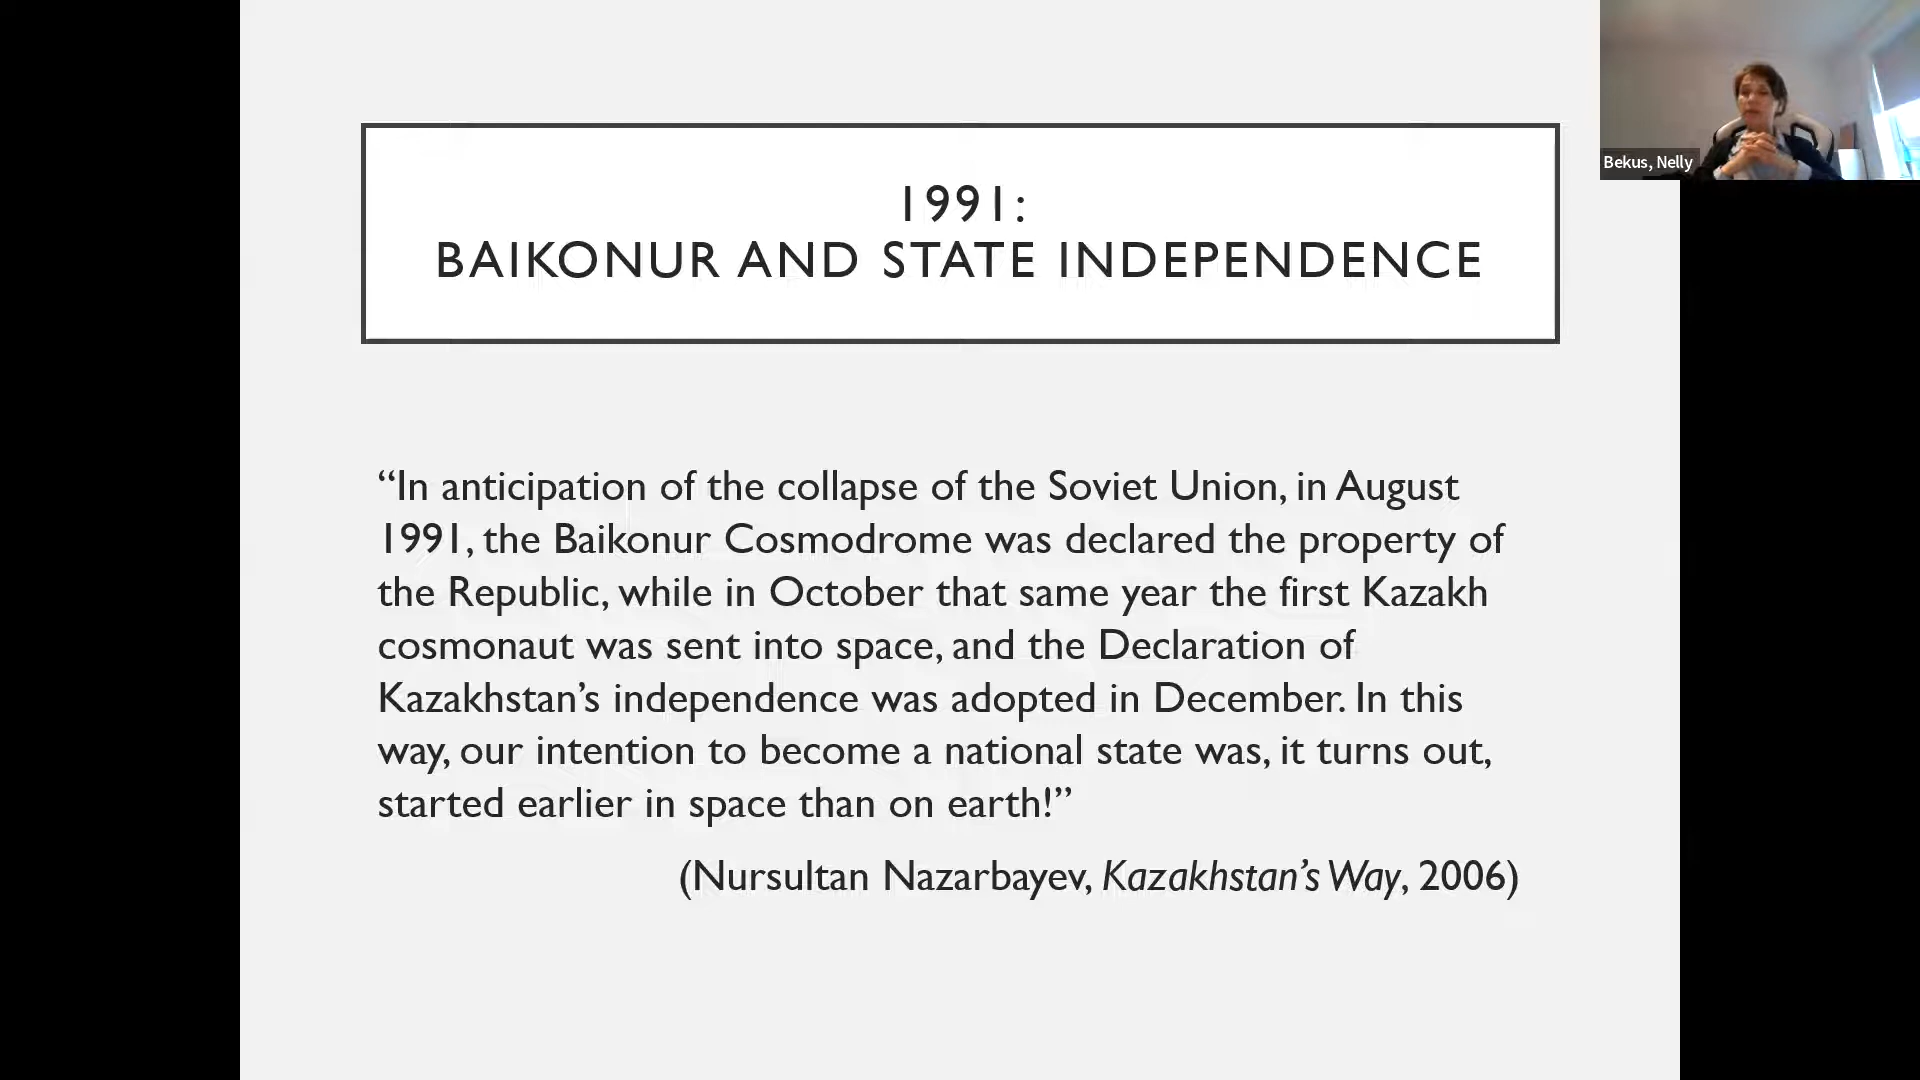 1991:
BAIKONUR AND STATE INDEPENDENCE
Bekus, Nelly
“In anticipation of the collapse of the Soviet Union, in August
1991, the Baikonur Cosmodrome was declared the property of
the Republic, while in October that same year the first Kazakh
cosmonaut was sent into space, and the Declaration of
Kazakhstan’s independence was adopted in December. In this
way, our intention to become a national state was, it turns out,
started earlier in space than on earth!”
(Nursultan Nazarbayev, Kazakhstan’s Way, 2006)